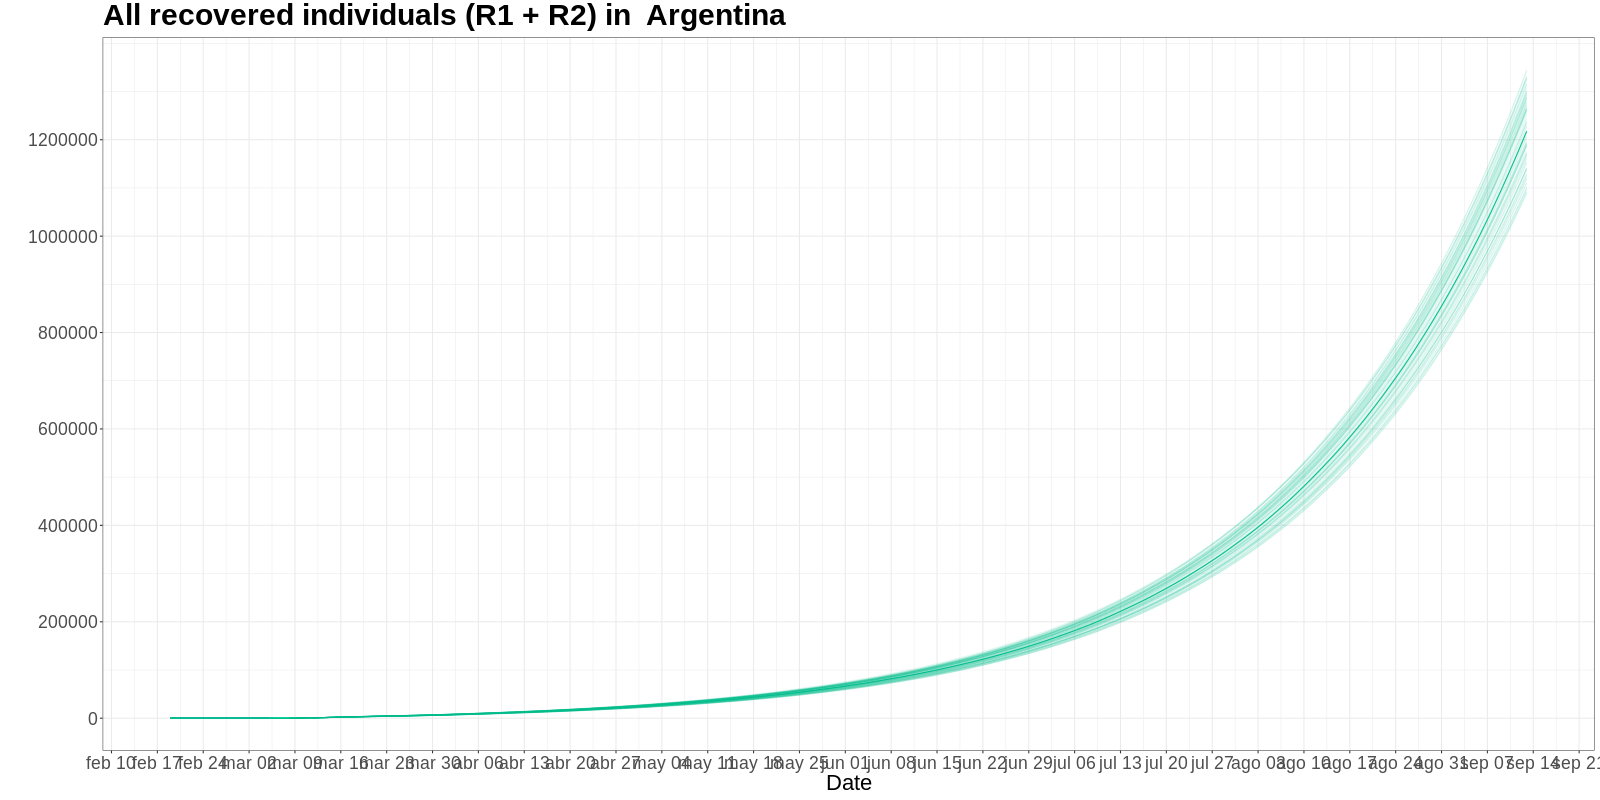 All recovered individuals (R1 + R2) in  Argentina
1200000
1000000
800000
600000
400000
200000
0
feb 10 feb 17 feb 24 mar 02 mar 09 mar 16 mar 23 mar 30 abr 06 abr 13 abr 20 abr 27 may 04 may 11 may 18 may 25 jun 01 jun 08 jun 15 jun 22 jun 29 jul 06 jul 13 jul 20 jul 27 ago 03 ago 10 ago 17 ago 24 ago 31 sep 07 sep 14 sep 21
Date